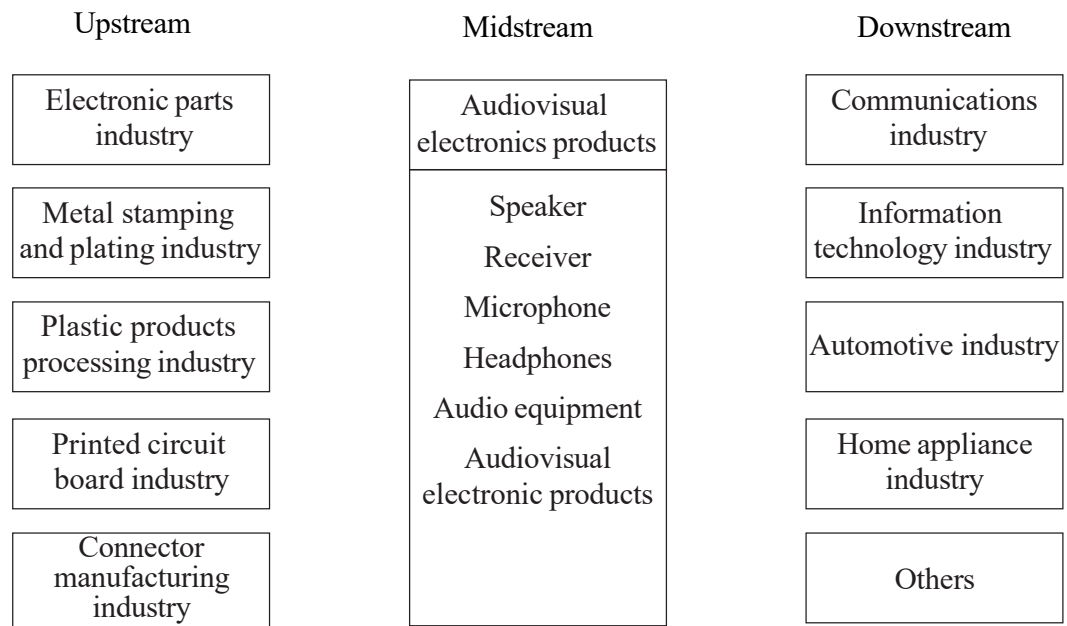 Upstream
Midstream
Downstream
Electronic parts
industry
Metal stamping
and plating industry
Plastic products
processing industry
Printed circuit
board industry
Connector
manufacturing
industry
Audiovisual
electronics products
Speaker
Receiver
Microphone
Headphones
Audio equipment
Audiovisual
electronic products
Communications
industry
Information
technology industry
Automotive industry
Home appliance
industry
Others